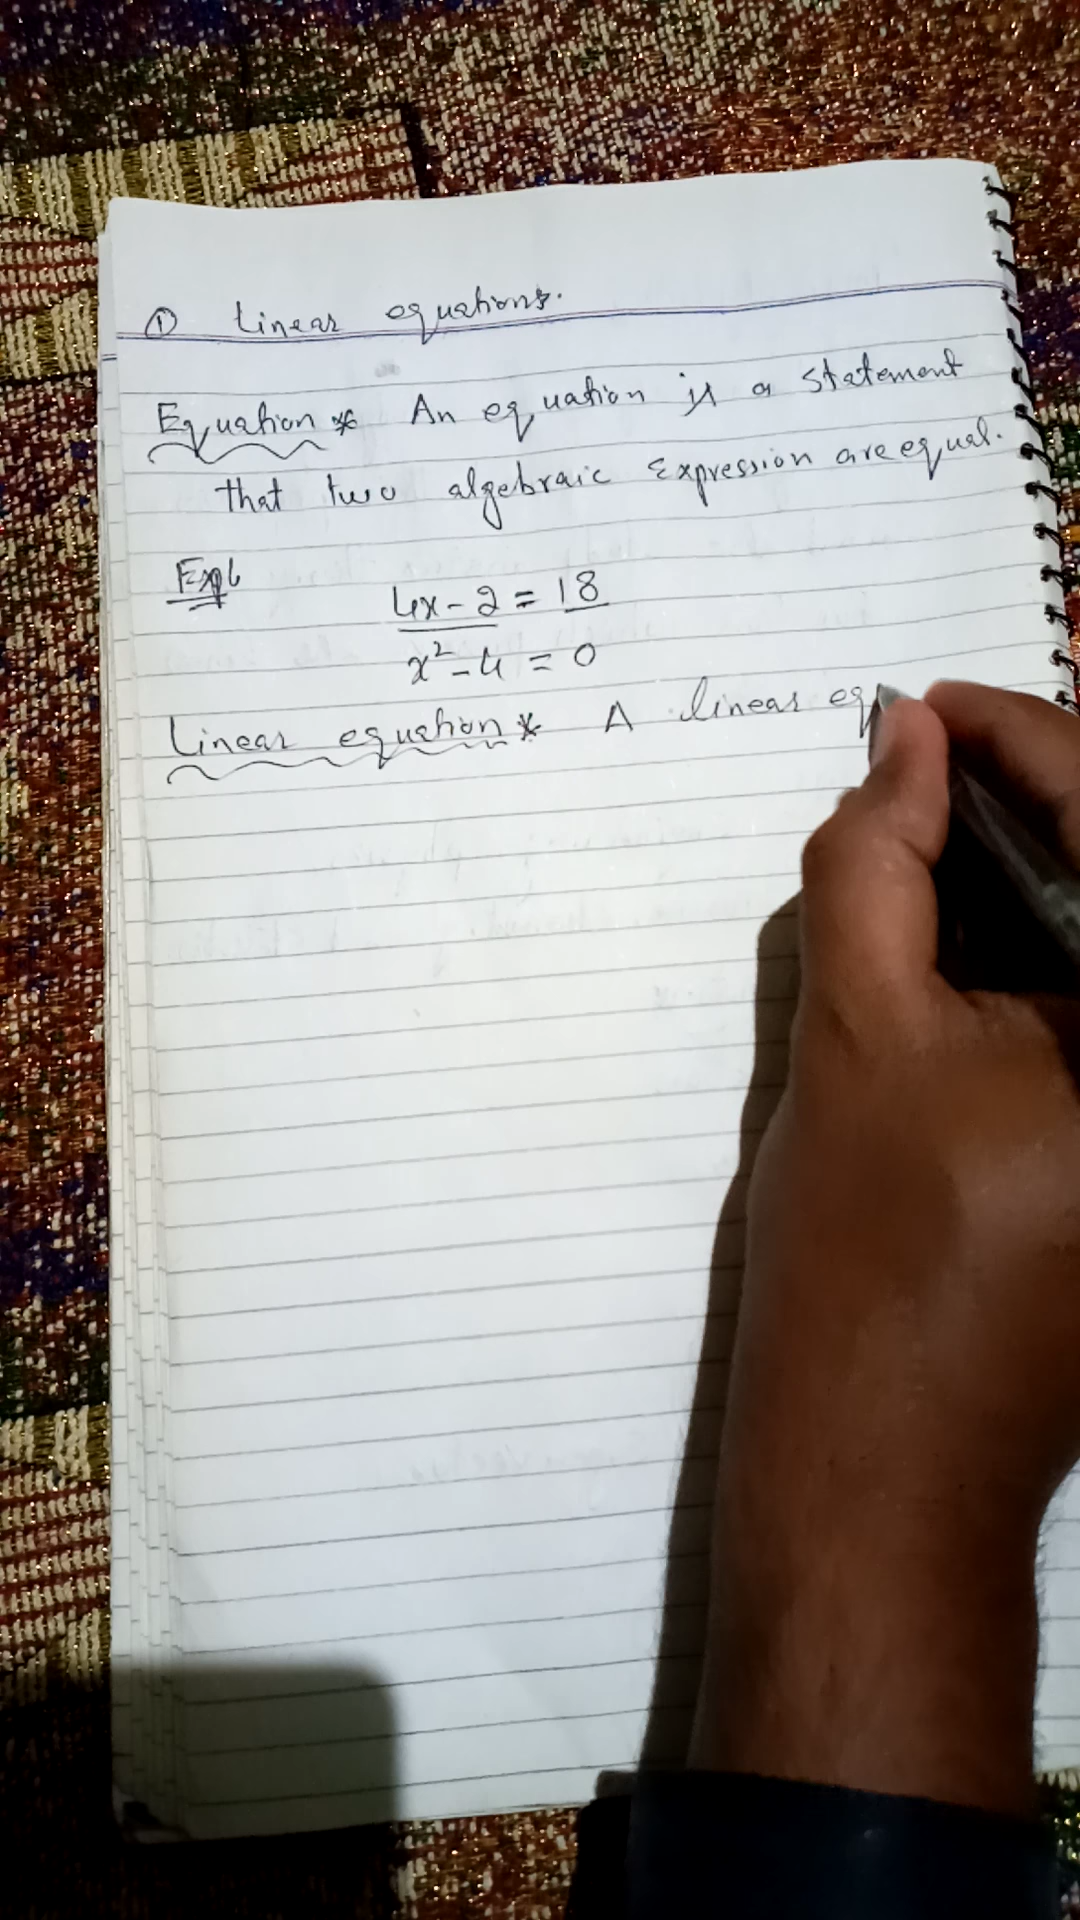 ① Linear equations.
Equation * An equation is a statement
that two algebraic Expression are equal.
Expl
4x - 2 = 18
x² - 4 = 0
Linear equation * A linear eq